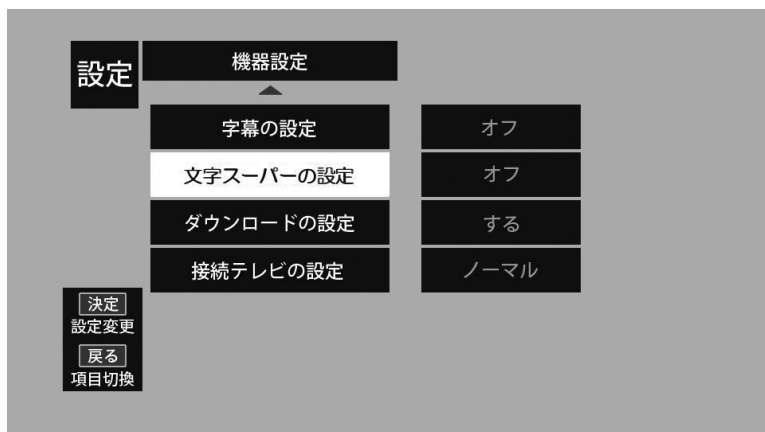 設定
機器設定
字幕の設定 オフ
文字スーパーの設定 オフ
ダウンロードの設定 する
接続テレビの設定 ノーマル
決定
設定変更
戻る
項目切換